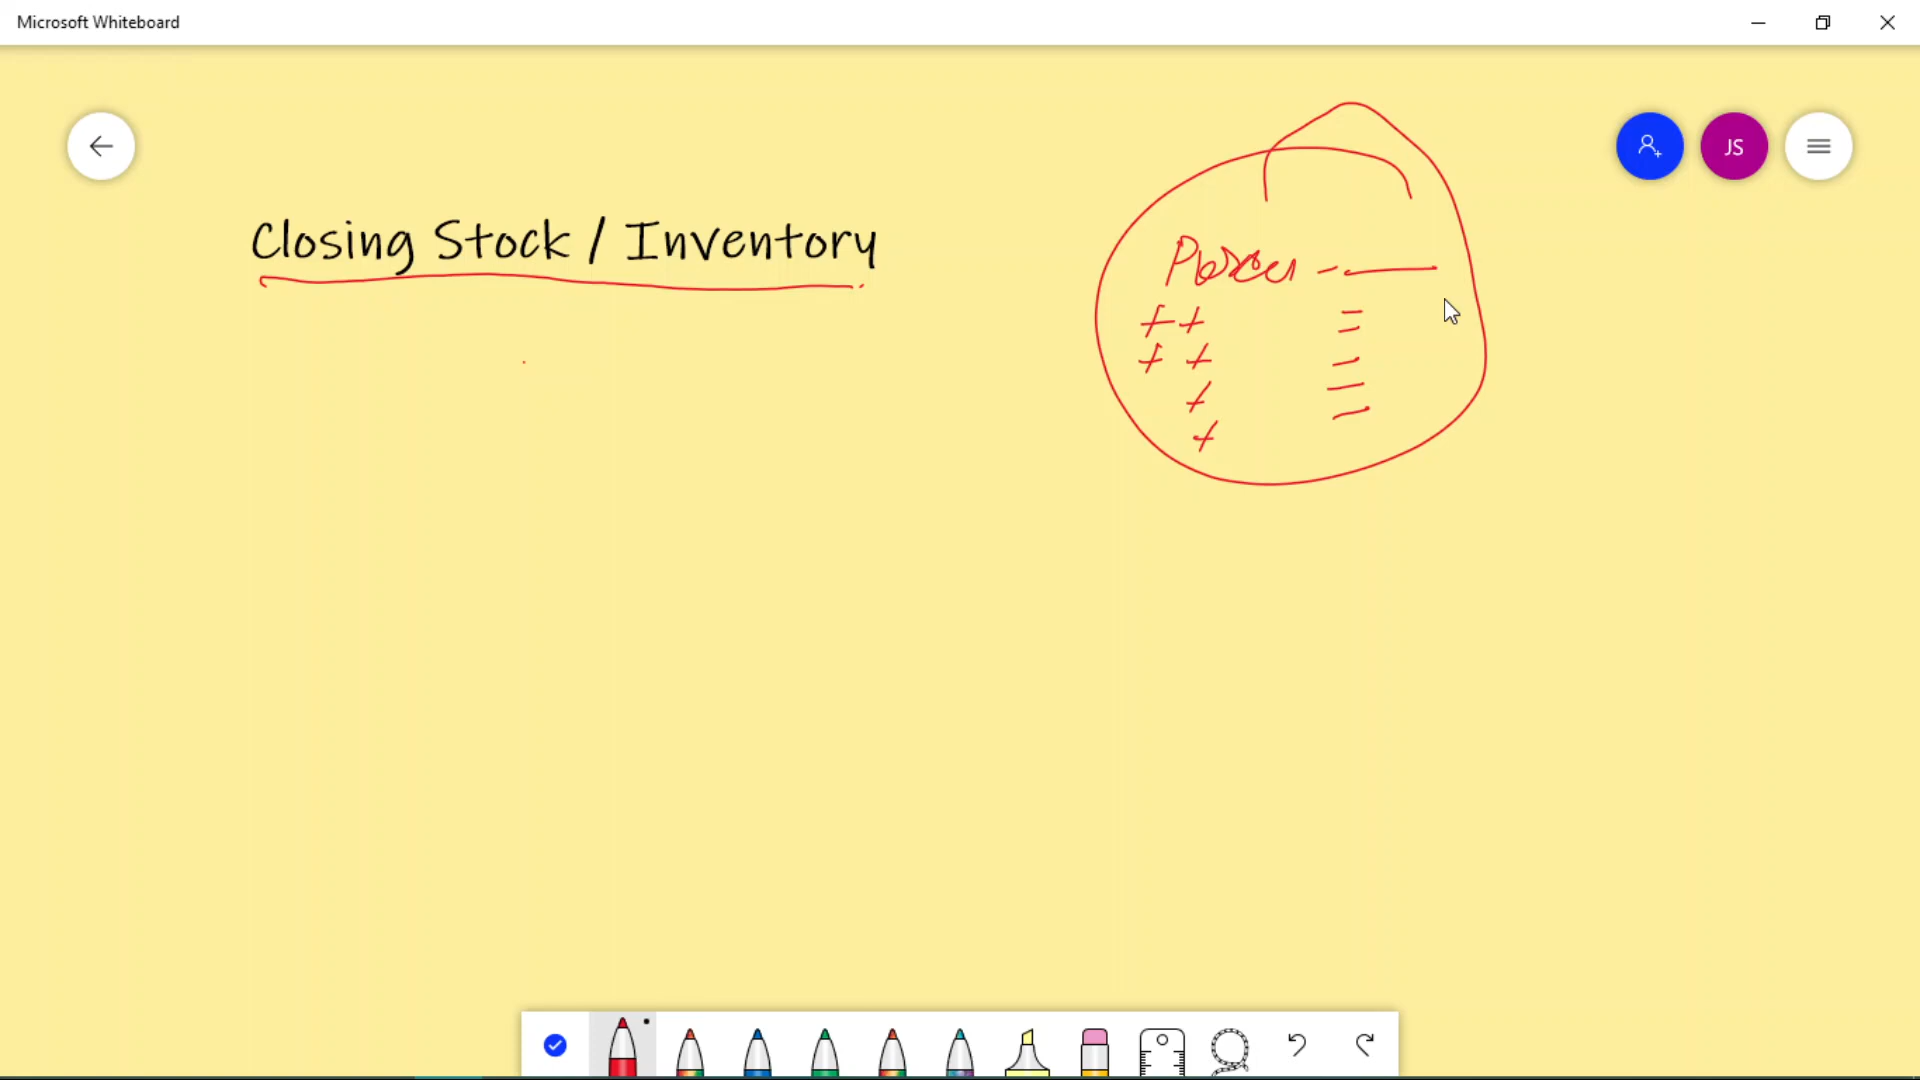 Microsoft Whiteboard
JS
Closing Stock / Inventory
+ +
+ +
+
+